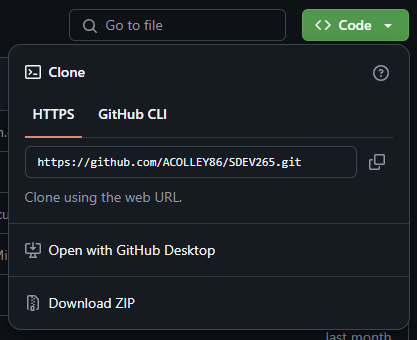 Go to file
<> Code
Clone
HTTPS GitHub CLI
https://github.com/ACOLLEY86/SDEV265.git
Clone using the web URL.
Open with GitHub Desktop
Download ZIP
last month